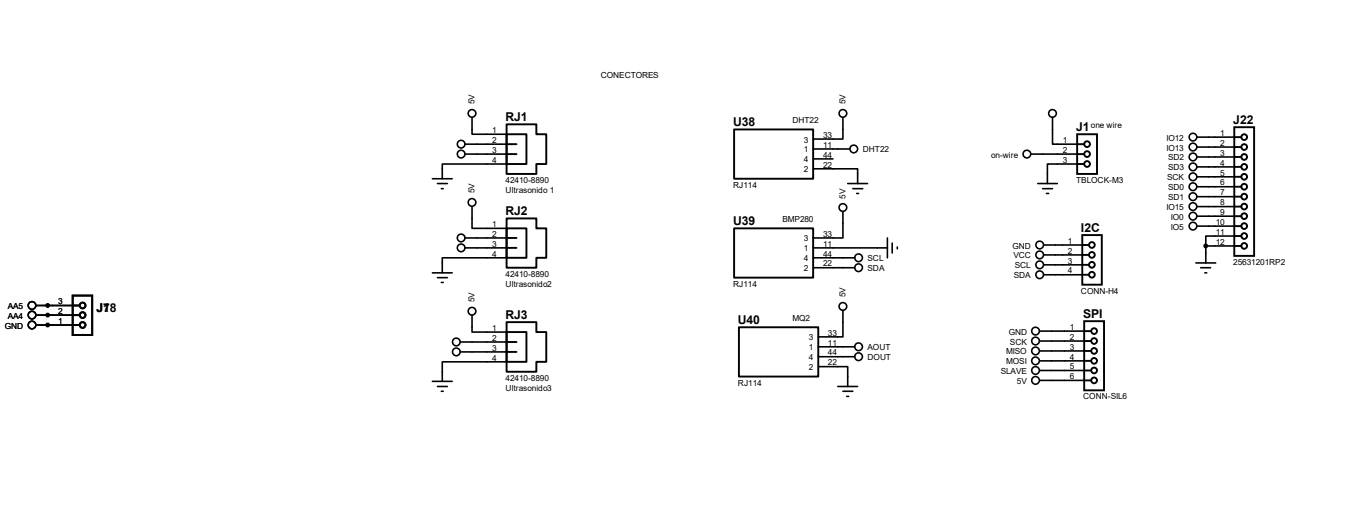 CONECTORES
5V
RJ1
1
2
3
4
42410-8890
Ultrasonido 1
5V
RJ2
1
2
3
4
42410-8890
Ultrasonido2
5V
RJ3
1
2
3
4
42410-8890
Ultrasonido3
AA5 3
AA4 2
GND 1
U38 DHT22
5V
3 33
1 11 DHT22
4 44
2 22
RJ114
U39 BMP280
5V
3 33
1 11
4 44 SCL
2 22 SDA
RJ114
U40 MQ2
5V
3 33
1 11 AOUT
4 44 DOUT
2 22
RJ114
J1 one wire
1
on-wire 2
3
TBLOCK-M3
I2C
GND 1
VCC 2
SCL 3
SDA 4
CONN-H4
SPI
GND 1
SCK 2
MISO 3
MOSI 4
SLAVE 5
5V 6
CONN-SIL6
J22
IO12 1
IO13 2
SD2 3
SD3 4
SCK 5
SD0 6
SD1 7
IO15 8
IO0 9
IO5 10
11
12
25631201RP2